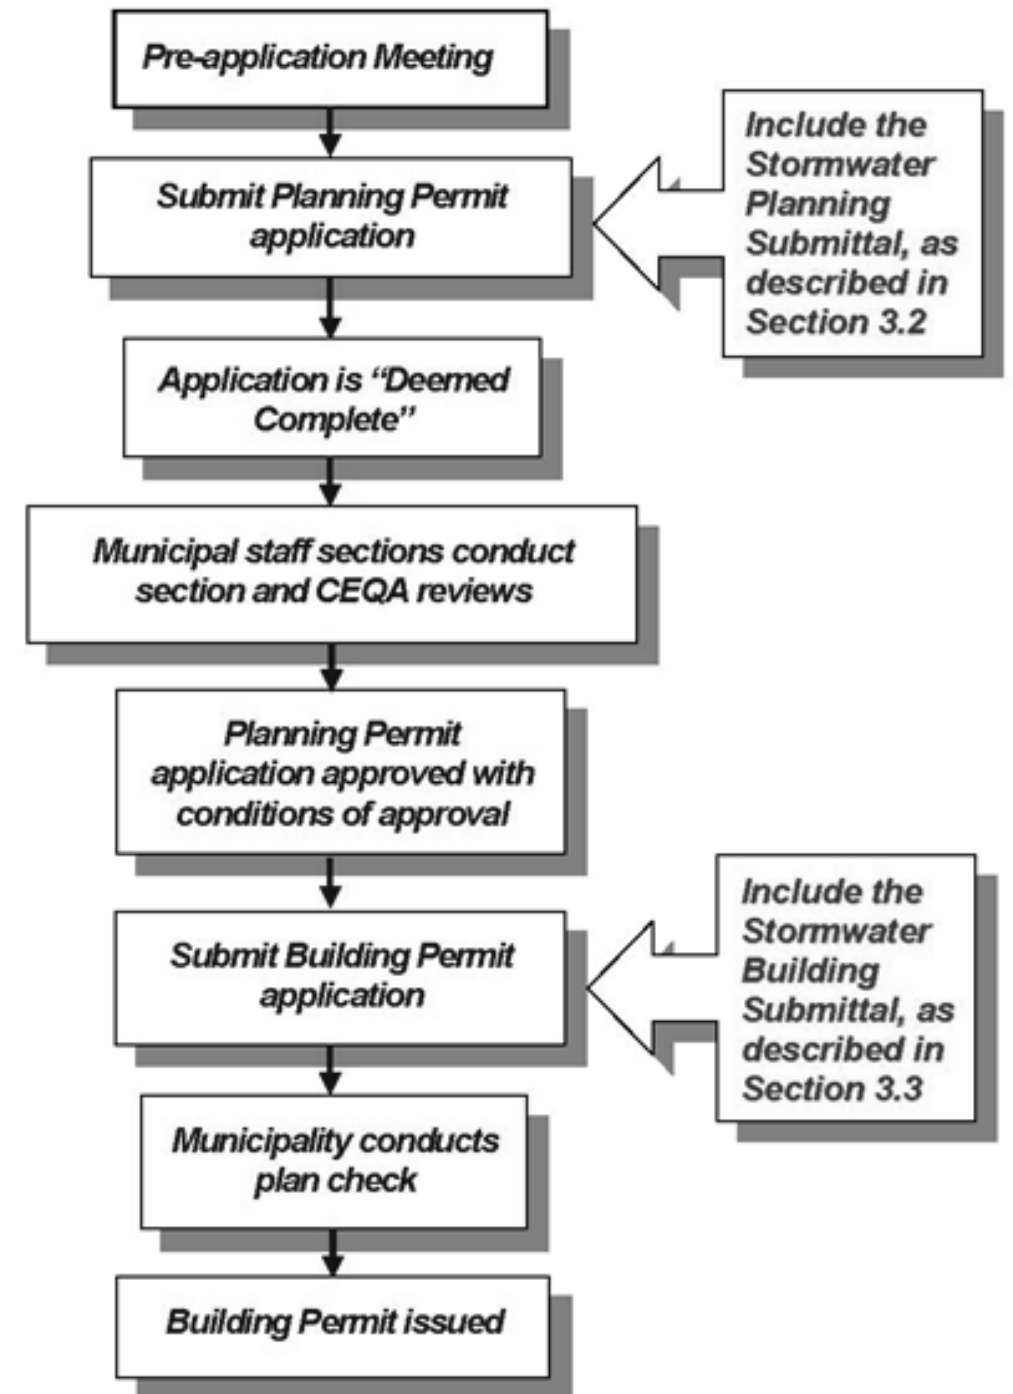 Pre-application Meeting
Submit Planning Permit
application
Include the
Stormwater
Planning
Submittal, as
described in
Section 3.2
Application is “Deemed
Complete”
Municipal staff sections conduct
section and CEQA reviews
Planning Permit
application approved with
conditions of approval
Submit Building Permit
application
Include the
Stormwater
Building
Submittal, as
described in
Section 3.3
Municipality conducts
plan check
Building Permit issued